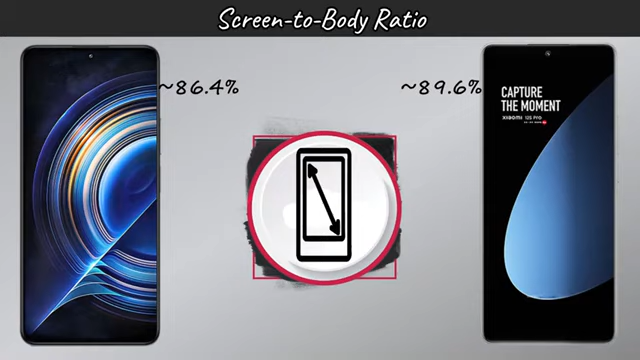 Screen-to-Body Ratio
~86.4%
~89.6%
CAPTURE
THE MOMENT
XIAOMI 12S Pro